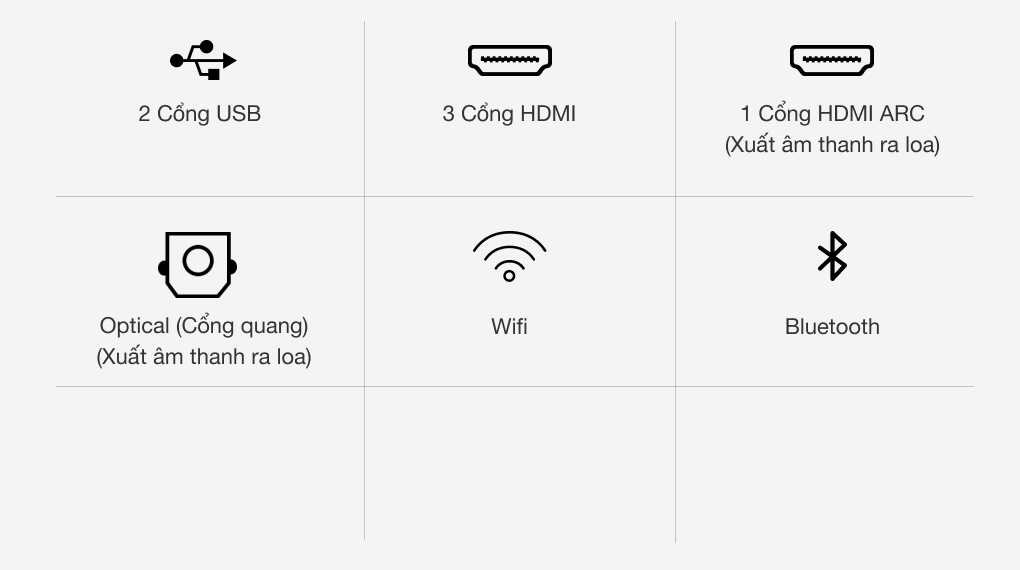 2 Cổng USB
3 Cổng HDMI
1 Cổng HDMI ARC
(Xuất âm thanh ra loa)
Optical (Cổng quang)
(Xuất âm thanh ra loa)
Wifi
Bluetooth